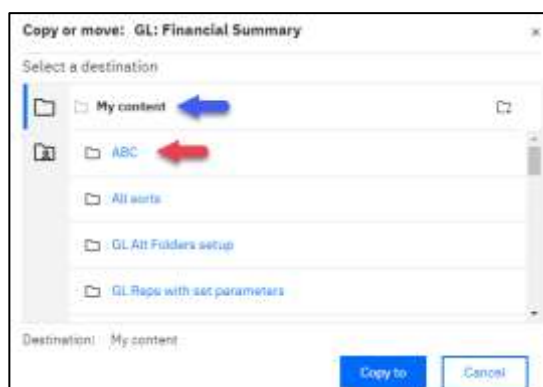 Copy or move: GL: Financial Summary
Select a destination
My content
ABC
All sorts
GL Alt Folders setup
GL Reps with set parameters
Destination: My content
Copy to Cancel